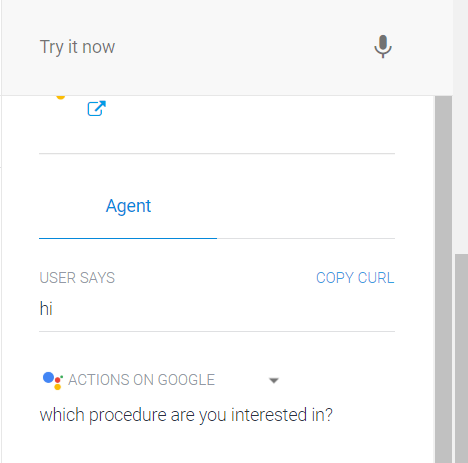 Try it now
Agent
USER SAYS COPY CURL
hi
ACTIONS ON GOOGLE
which procedure are you interested in?